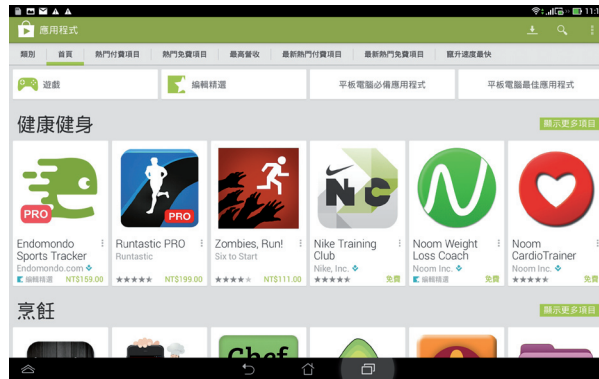 11:1
應用程式
類別 首頁 熱門付費項目 熱門免費項目 最高營收 最新熱門付費項目 最新熱門免費項目 竄升速度最快
遊戲 編輯精選 平板電腦必備應用程式 平板電腦最佳應用程式
健康健身 顯示更多項目
PRO PRO NC
Endomondo Sports Tracker
Endomondo.com
編輯精選 NT$159.00
Runtastic PRO
Runtastic
NT$199.00
Zombies, Run!
Six to Start
NT$111.00
Nike Training Club
Nike, Inc.
免費
Noom Weight Loss Coach
Noom Inc.
編輯精選 免費
Noom CardioTrainer
Noom Inc.
免費
烹飪 顯示更多項目
Chef